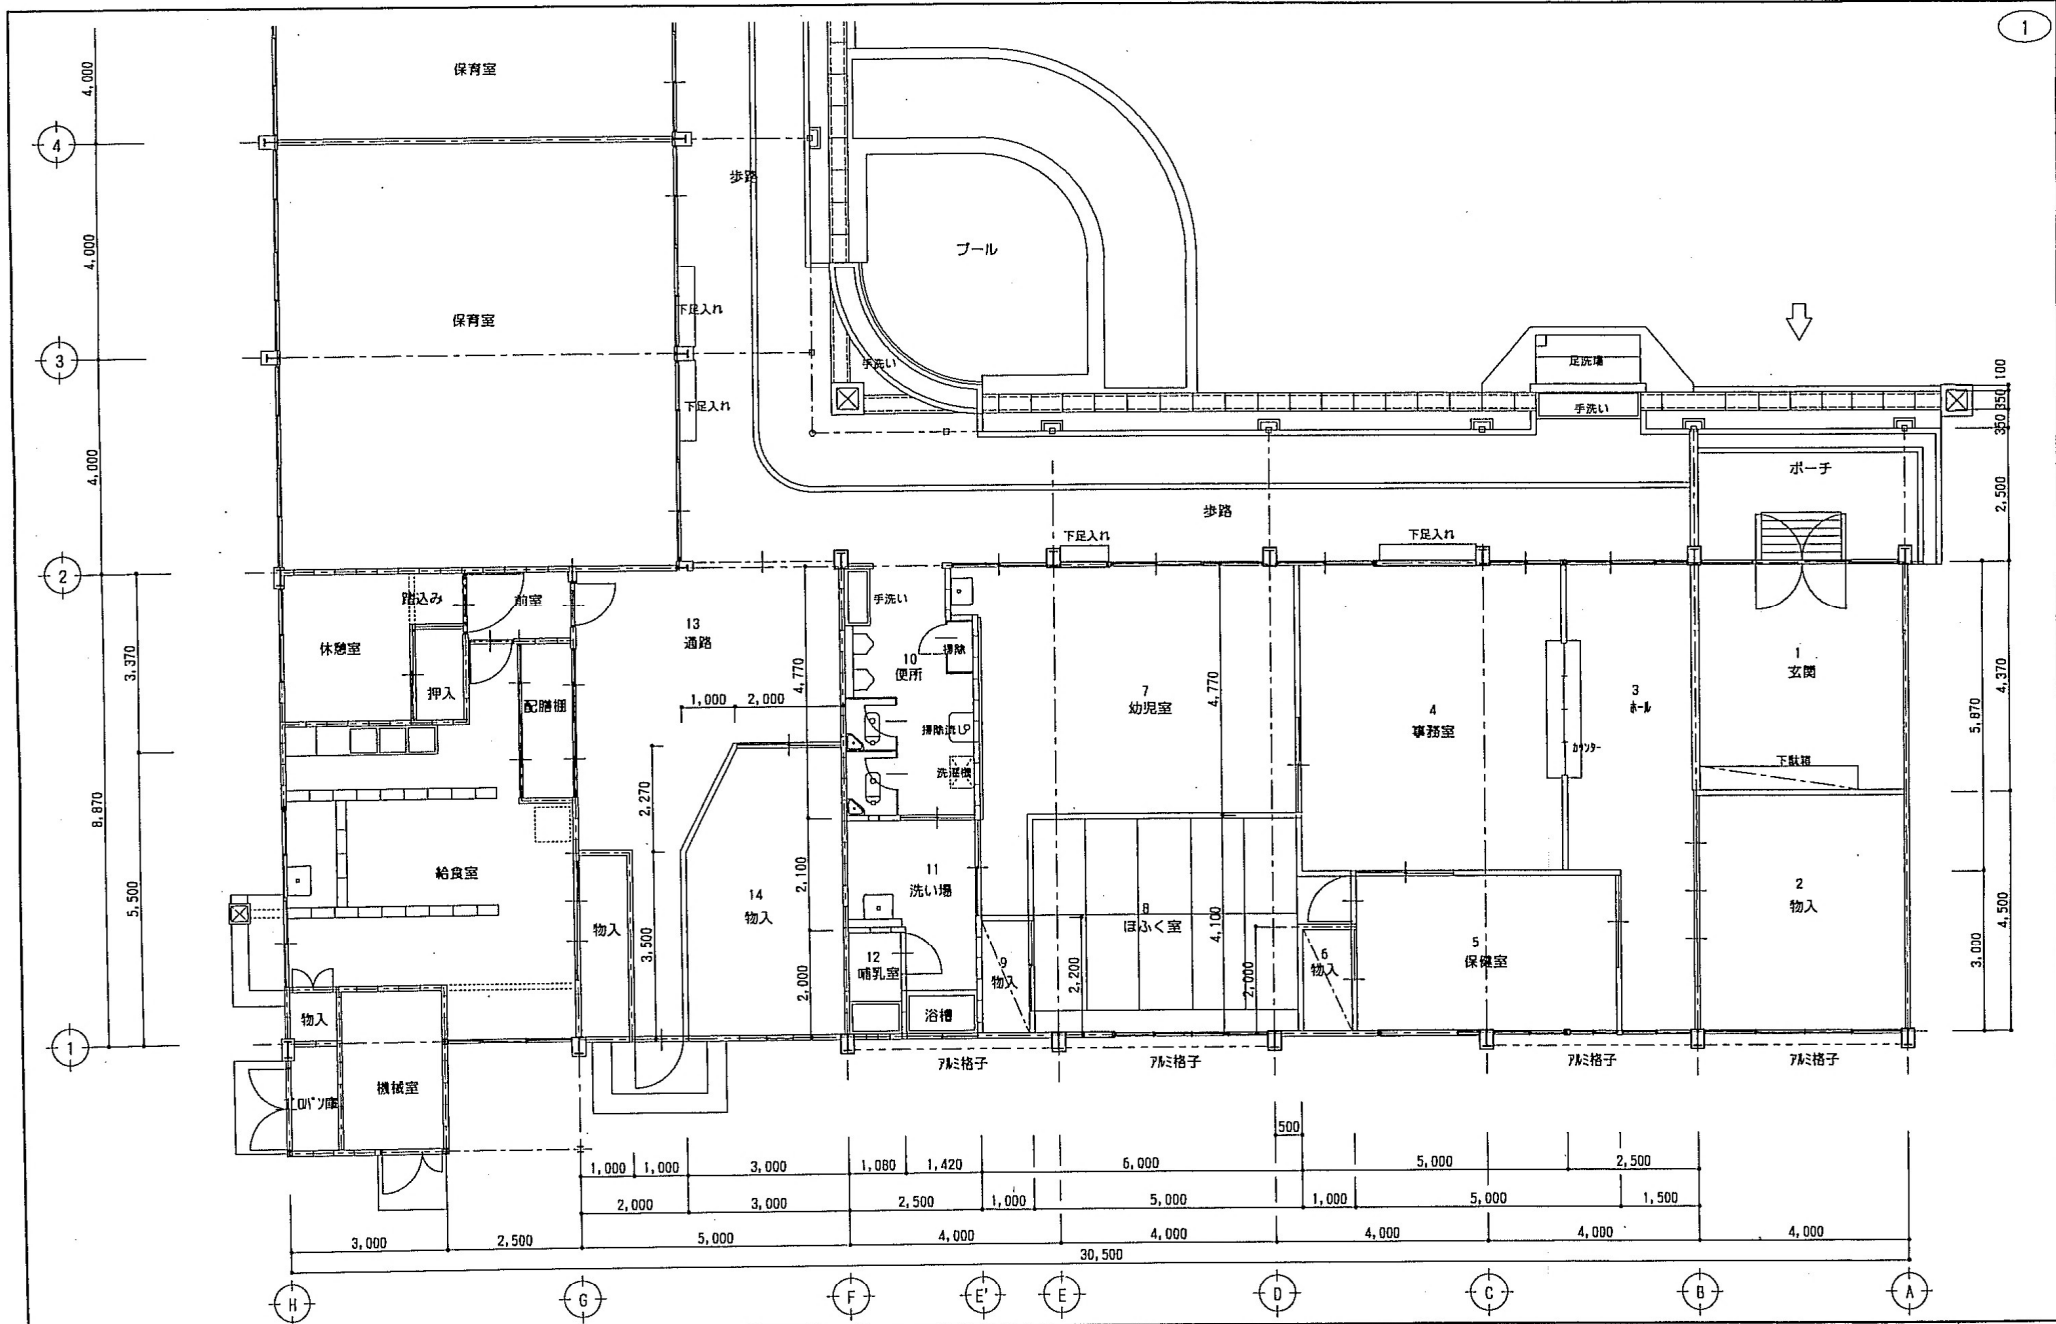 1
保育室
4,000
4
歩路
4,000
プール
保育室
下足入れ
3
手洗い
足洗場
100
下足入れ
手洗い
350
350
4,000
ポーチ
2,500
歩路
下足入れ
下足入れ
2
踏込み
前室
手洗い
13
通路
休憩室
押入
配膳棚
10
便所
掃除
掃除流し
洗濯機
1,000
2,000
4,770
7
幼児室
4,770
4
事務室
3
ホール
カウンター
1
玄関
下駄箱
3,370
8,870
5,500
2,270
3,500
2,100
2,000
4,370
5,870
4,500
3,000
給食室
物入
14
物入
11
洗い場
12
哺乳室
浴槽
9
物入
2,200
8
ほふく室
4,100
2,000
6
物入
5
保健室
2
物入
物入
機械室
プロパン庫
1
アルミ格子
アルミ格子
アルミ格子
アルミ格子
500
1,000
1,000
3,000
1,080
1,420
6,000
5,000
2,500
2,000
3,000
2,500
1,000
5,000
1,000
5,000
1,500
3,000
2,500
5,000
4,000
4,000
4,000
4,000
4,000
30,500
H
G
F
E'
E
D
C
B
A